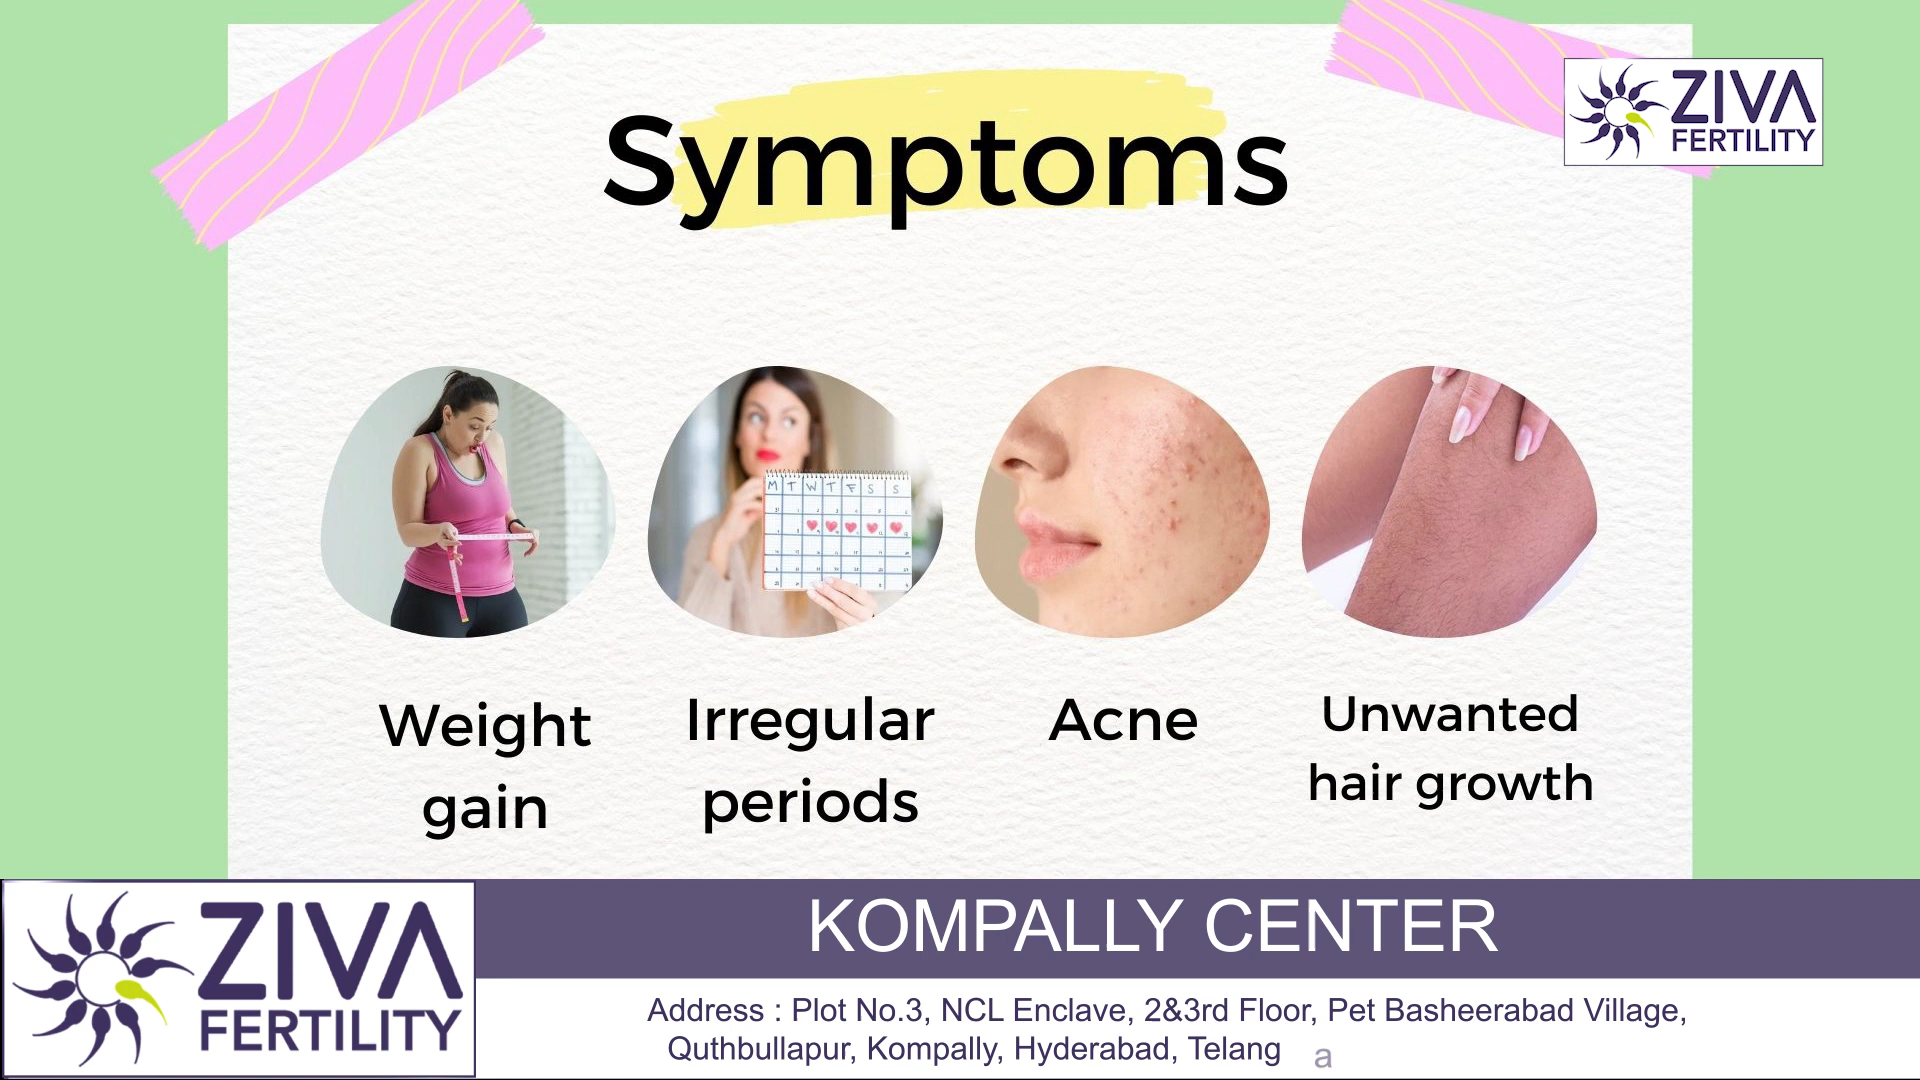 Symptoms
ZIVA
FERTILITY
M T W T F S S
Weight
gain
Irregular
periods
Acne
Unwanted
hair growth
ZIVA
FERTILITY
KOMPALLY CENTER
Address : Plot No.3, NCL Enclave, 2&3rd Floor, Pet Basheerabad Village,
Quthbullapur, Kompally, Hyderabad, Telang a